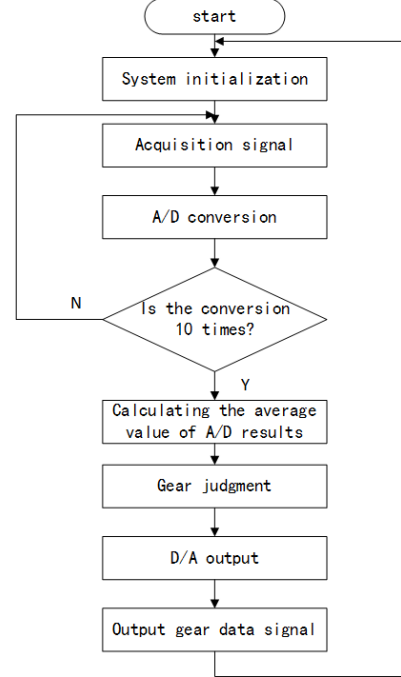 start
System initialization
Acquisition signal
A/D conversion
Is the conversion
10 times?
N
Y
Calculating the average
value of A/D results
Gear judgment
D/A output
Output gear data signal